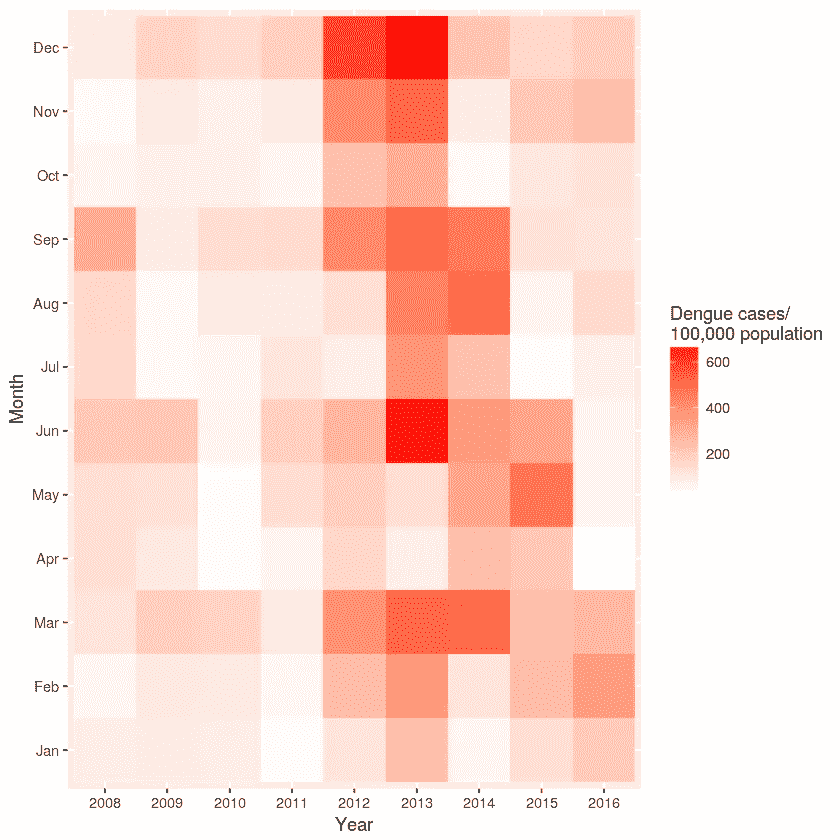 Dec
Nov
Oct
Sep
Aug
Jul
Jun
May
Apr
Mar
Feb
Jan
Month
2008 2009 2010 2011 2012 2013 2014 2015 2016
Year
Dengue cases/
100,000 population
600
400
200